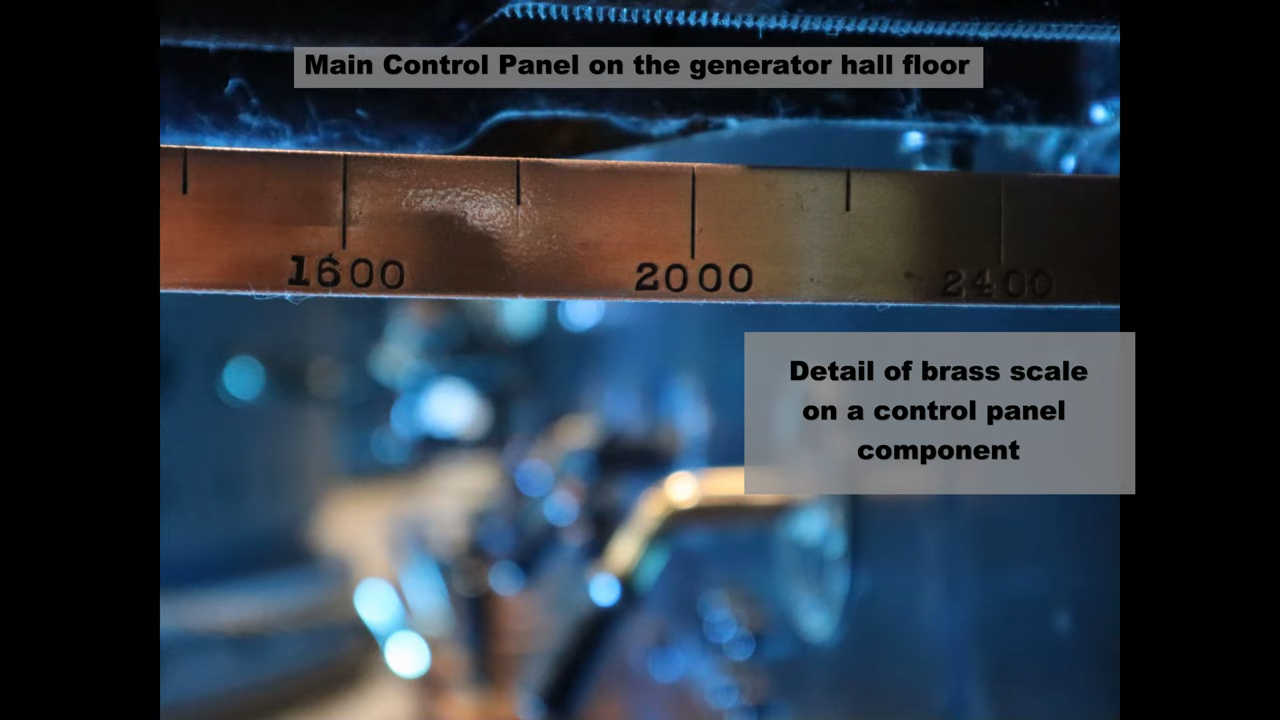 Main Control Panel on the generator hall floor
1600 2000 2400
Detail of brass scale
on a control panel
component